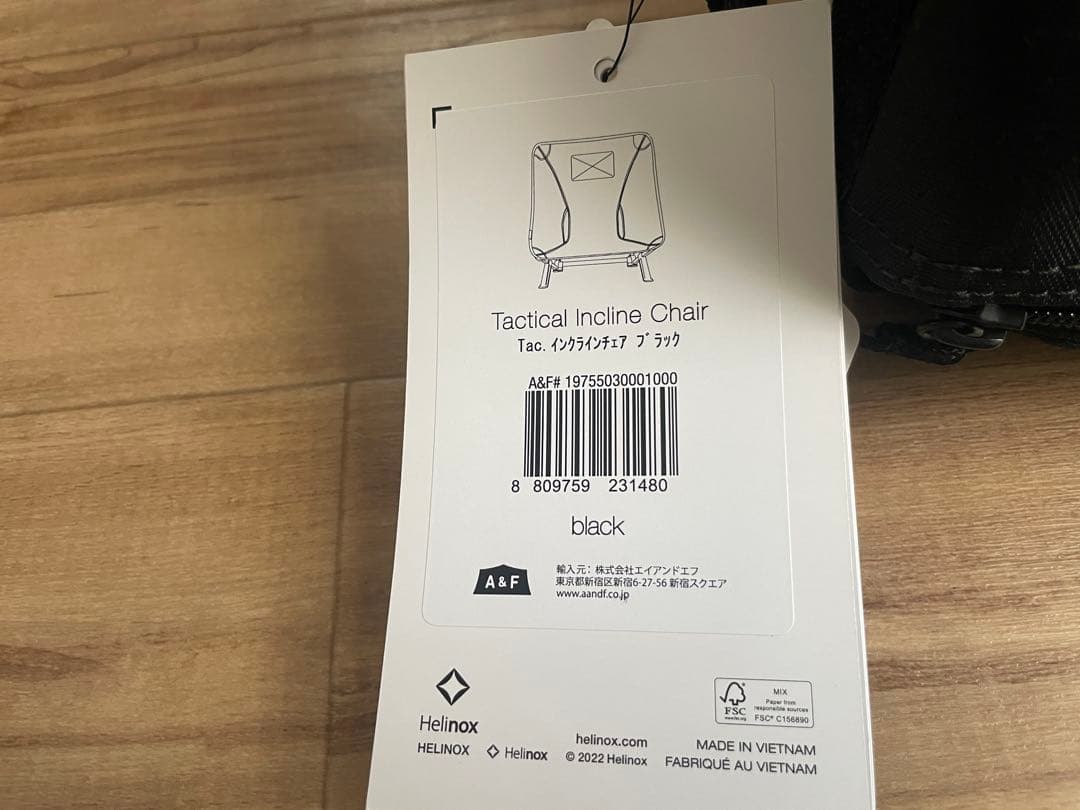 Tactical Incline Chair
Tac. インクラインチェア ブラック
A&F# 19755030001000
8 809759 231480
black
A & F
輸入元: 株式会社エイアンドエフ
東京都新宿区新宿6-27-56 新宿スクエア
www.aandf.co.jp
Helinox
HELINOX
Helinox
helinox.com
© 2022 Helinox
FSC
www.fsc.org
MIX
Paper from
responsible sources
FSC® C156890
MADE IN VIETNAM
FABRIQUÉ AU VIETNAM